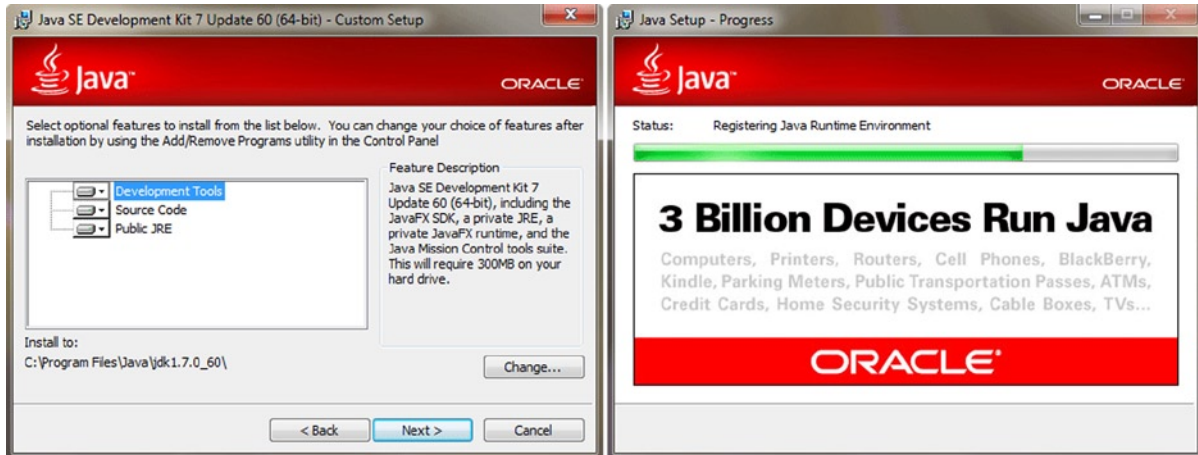 Java SE Development Kit 7 Update 60 (64-bit) - Custom Setup
Java™
ORACLE®
Select optional features to install from the list below. You can change your choice of features after
installation by using the Add/Remove Programs utility in the Control Panel
Development Tools
Source Code
Public JRE
Feature Description
Java SE Development Kit 7
Update 60 (64-bit), including the
JavaFX SDK, a private JRE, a
private JavaFX runtime, and the
Java Mission Control tools suite.
This will require 300MB on your
hard drive.
Install to:
C:\Program Files\Java\jdk1.7.0_60\
Change...
< Back
Next >
Cancel
Java Setup - Progress
Java™
ORACLE®
Status: Registering Java Runtime Environment
3 Billion Devices Run Java
Computers, Printers, Routers, Cell Phones, BlackBerry,
Kindle, Parking Meters, Public Transportation Passes, ATMs,
Credit Cards, Home Security Systems, Cable Boxes, TVs...
ORACLE®